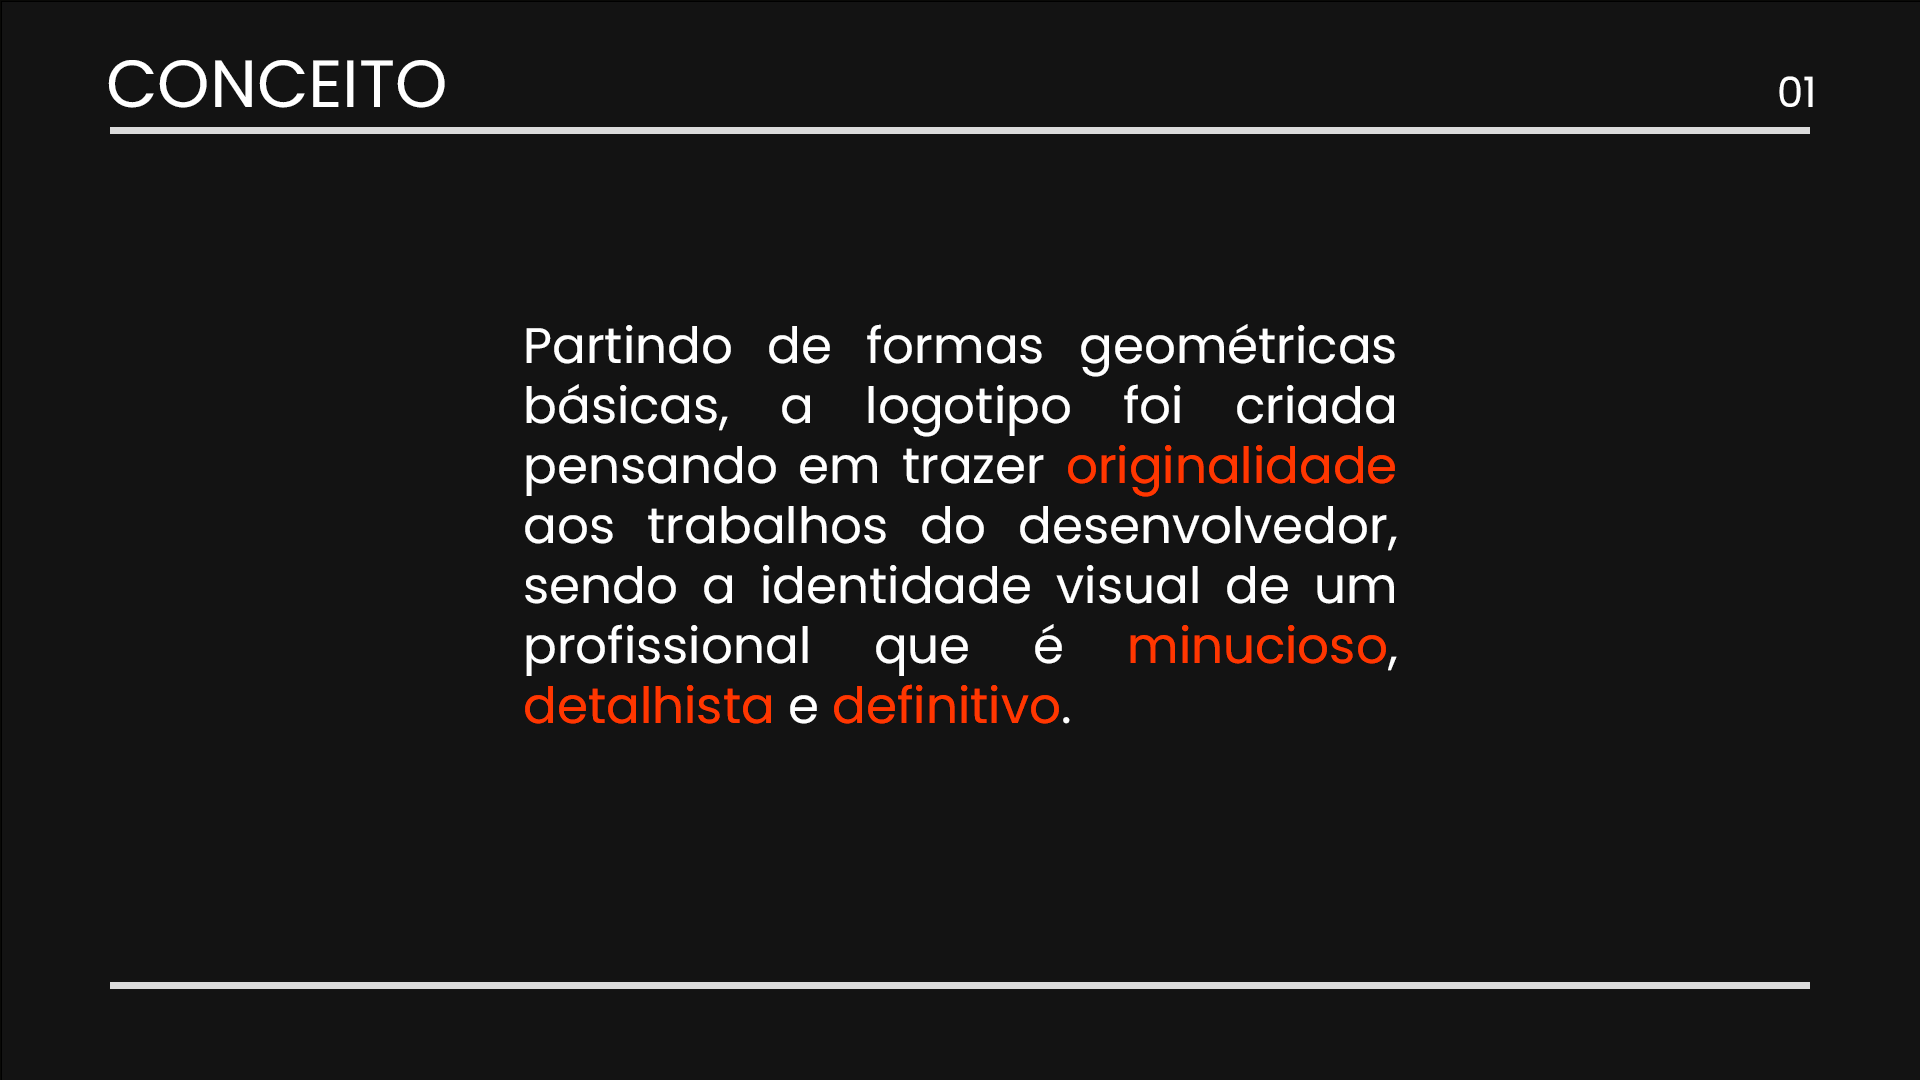 CONCEITO
01
Partindo de formas geométricas
básicas, a logotipo foi criada
pensando em trazer originalidade
aos trabalhos do desenvolvedor,
sendo a identidade visual de um
profissional que é minucioso,
detalhista e definitivo.